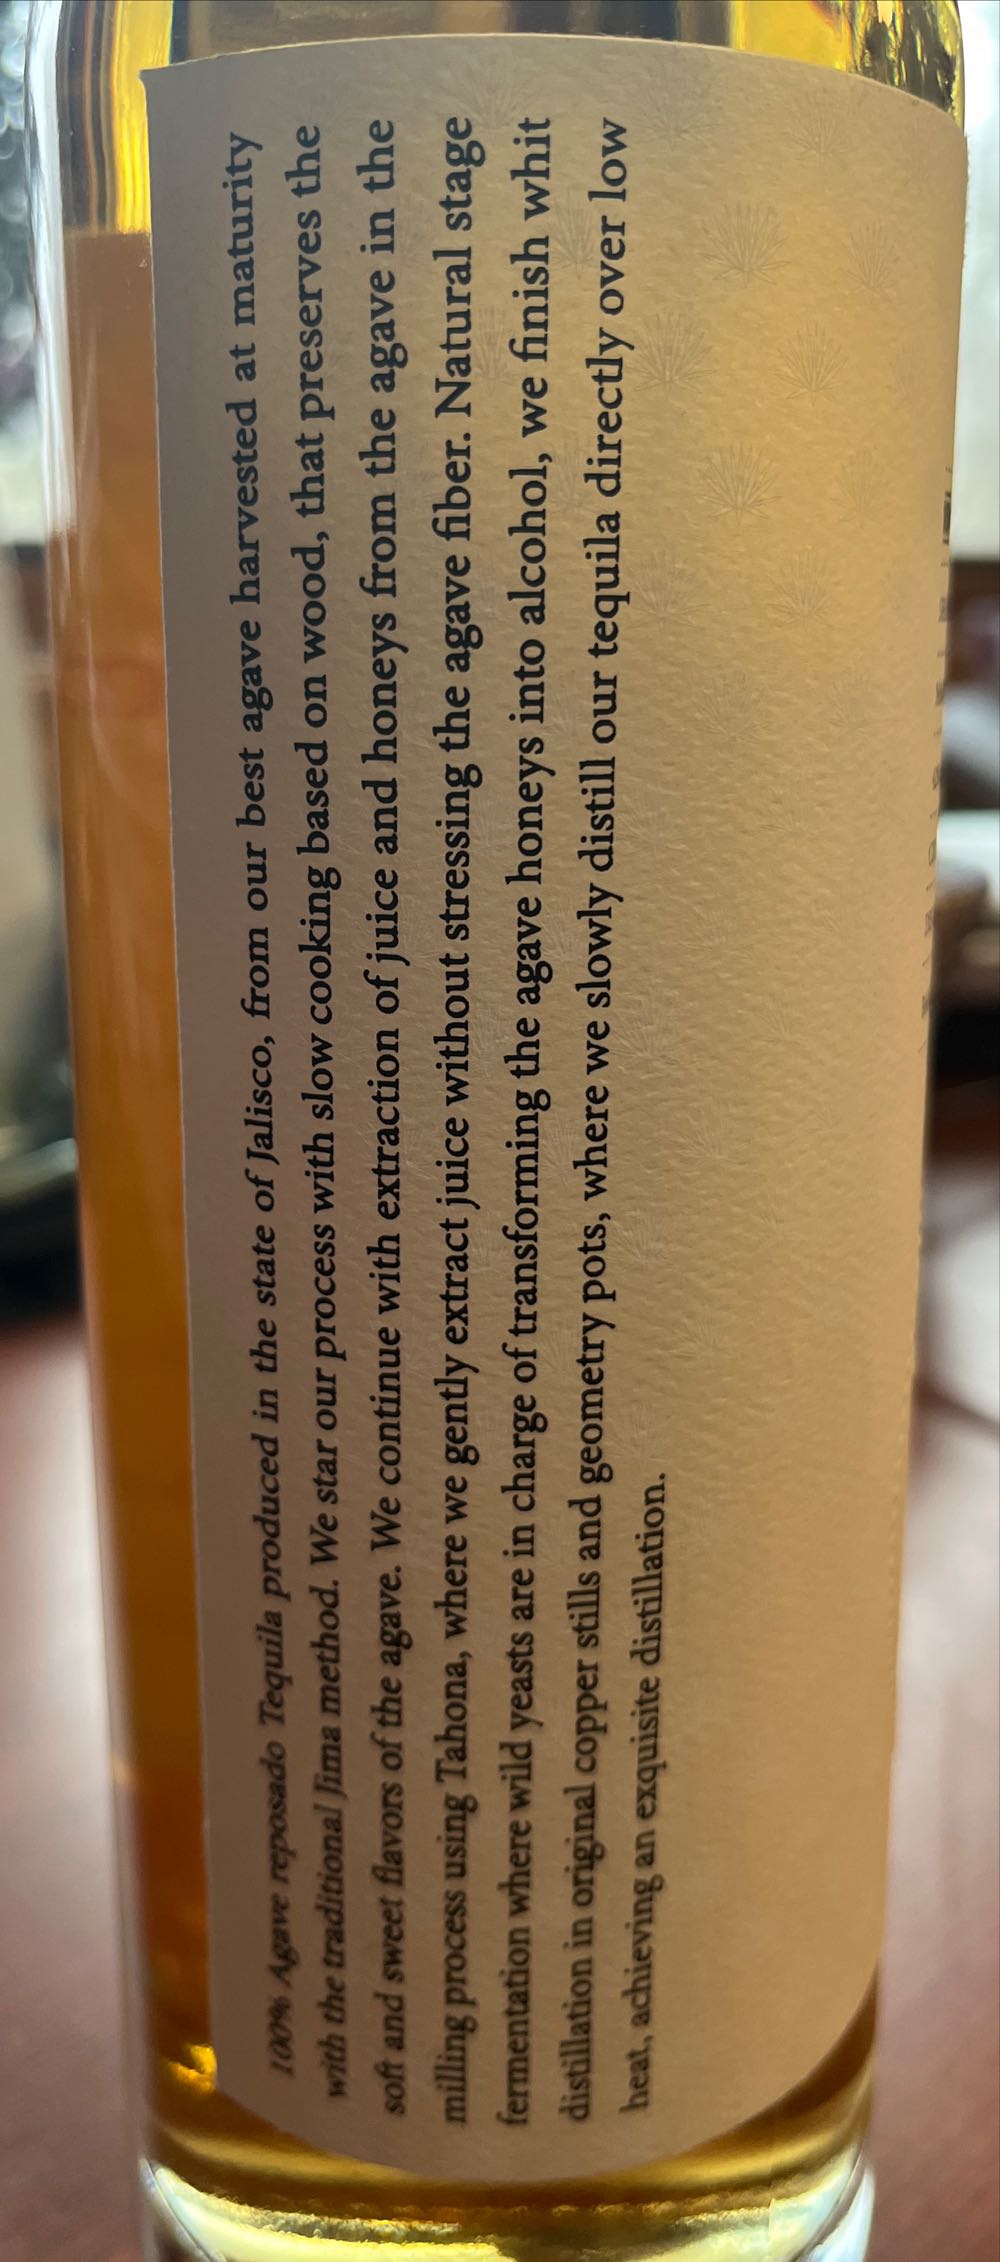 100% Agave reposado Tequila produced in the state of Jalisco, from our best agave harvested at maturity
with the traditional Jima method. We star our process with slow cooking based on wood, that preserves the
soft and sweet flavors of the agave. We continue with extraction of juice and honeys from the agave in the
milling process using Tahona, where we gently extract juice without stressing the agave fiber. Natural stage
fermentation where wild yeasts are in charge of transforming the agave honeys into alcohol, we finish whit
distillation in original copper stills and geometry pots, where we slowly distill our tequila directly over low
heat, achieving an exquisite distillation.